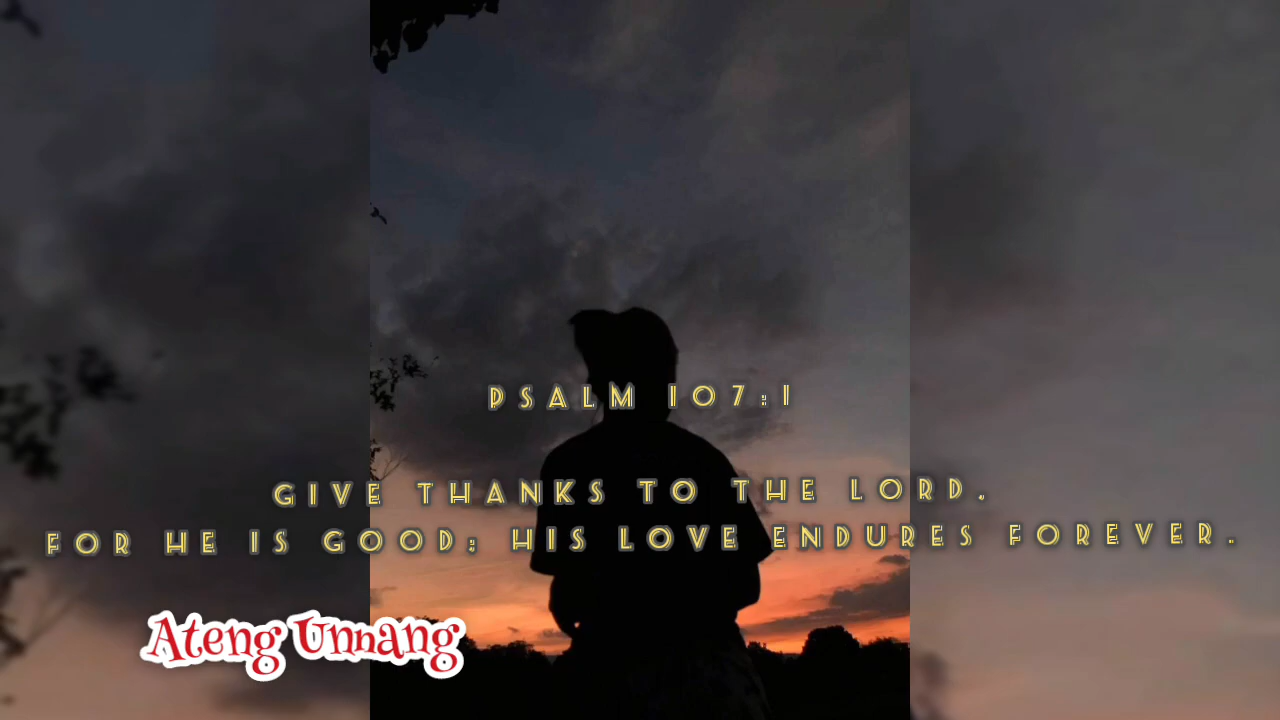 PSALM 107:1
GIVE THANKS TO THE LORD,
FOR HE IS GOOD; HIS LOVE ENDURES FOREVER.
Ateng Unnang